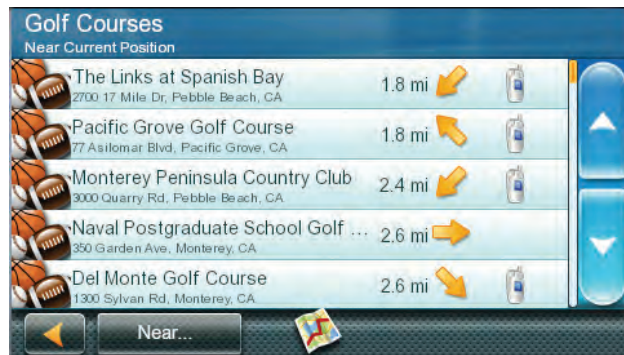 Golf Courses
Near Current Position
The Links at Spanish Bay 1.8 mi
2700 17 Mile Dr, Pebble Beach, CA
Pacific Grove Golf Course 1.8 mi
77 Asilomar Blvd, Pacific Grove, CA
Monterey Peninsula Country Club 2.4 mi
3000 Quarry Rd, Pebble Beach, CA
Naval Postgraduate School Golf ... 2.6 mi
350 Garden Ave, Monterey, CA
Del Monte Golf Course 2.6 mi
1300 Sylvan Rd, Monterey, CA
Near...